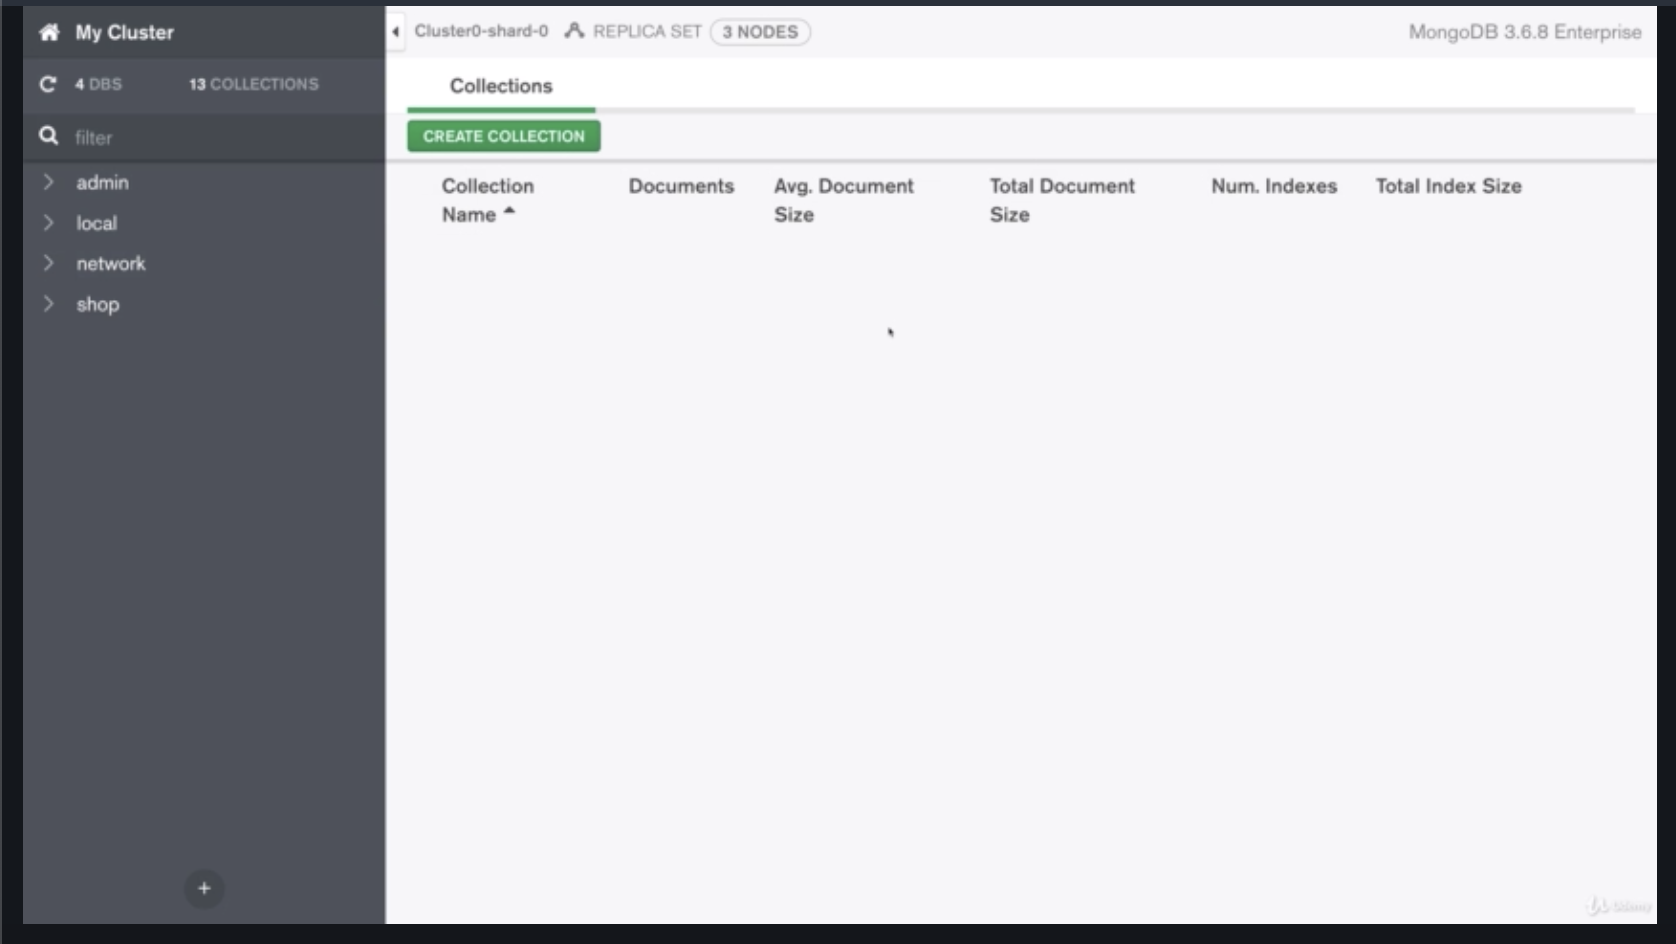 My Cluster
Cluster0-shard-0 REPLICA SET 3 NODES
MongoDB 3.6.8 Enterprise
4 DBS 13 COLLECTIONS
filter
admin
local
network
shop
+
Collections
CREATE COLLECTION
Collection
Name
Documents
Avg. Document
Size
Total Document
Size
Num. Indexes
Total Index Size
Udemy